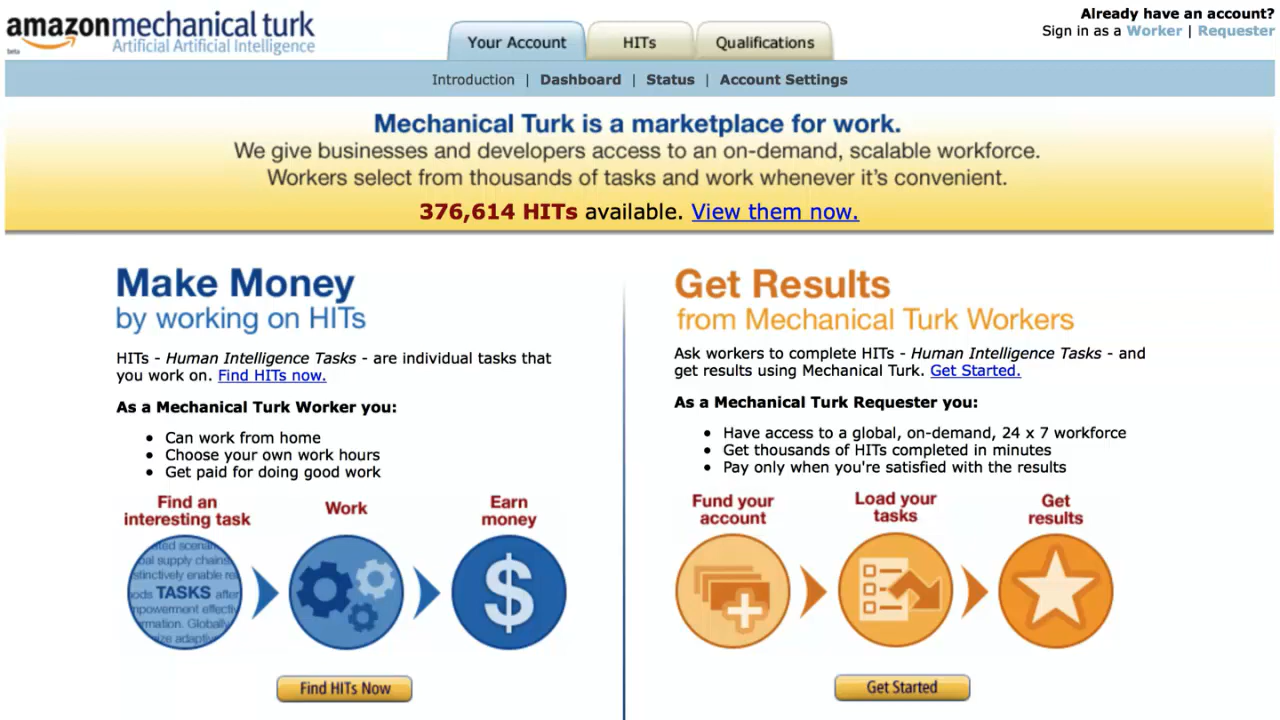 amazonmechanical turk
Artificial Artificial Intelligence
beta
Your Account
HITs
Qualifications
Already have an account?
Sign in as a Worker | Requester
Introduction | Dashboard | Status | Account Settings
Mechanical Turk is a marketplace for work.
We give businesses and developers access to an on-demand, scalable workforce.
Workers select from thousands of tasks and work whenever it's convenient.
376,614 HITs available. View them now.
Make Money
by working on HITs
HITs - Human Intelligence Tasks - are individual tasks that
you work on. Find HITs now.
As a Mechanical Turk Worker you:
• Can work from home
• Choose your own work hours
• Get paid for doing good work
Find an
interesting task
Work
Earn
money
supply chains
TASKS after
Globally
$
Find HITs Now
Get Results
from Mechanical Turk Workers
Ask workers to complete HITs - Human Intelligence Tasks - and
get results using Mechanical Turk. Get Started.
As a Mechanical Turk Requester you:
• Have access to a global, on-demand, 24 x 7 workforce
• Get thousands of HITs completed in minutes
• Pay only when you're satisfied with the results
Fund your
account
Load your
tasks
Get
results
Get Started